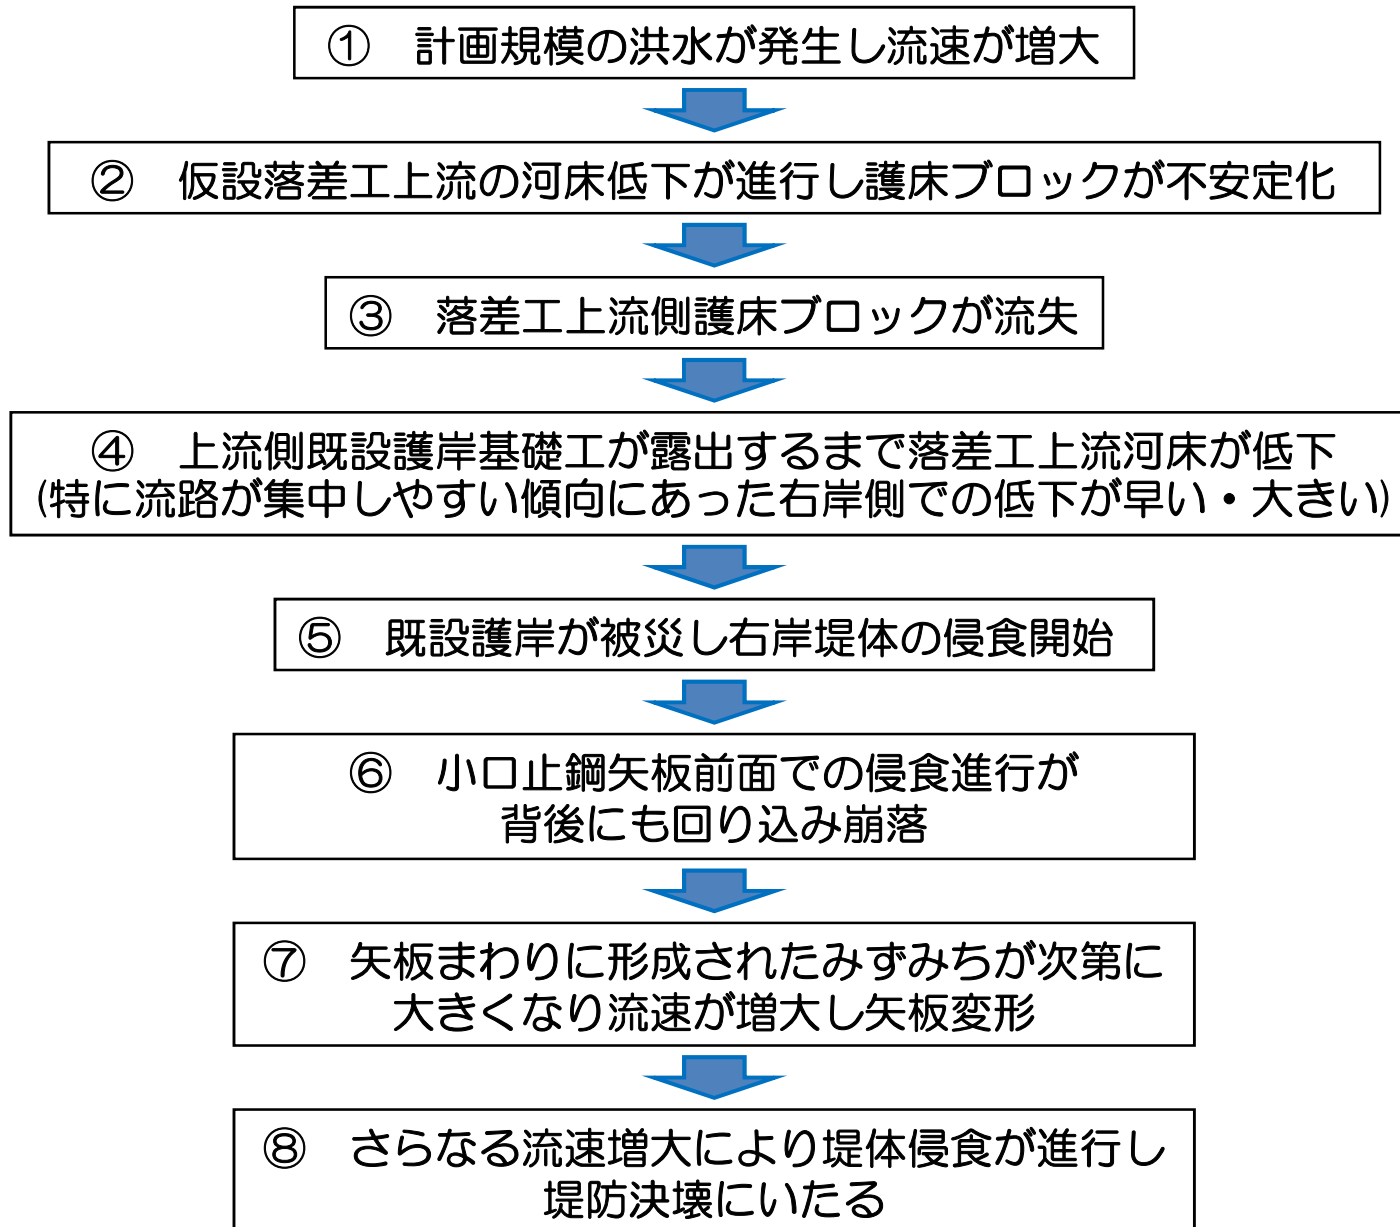 ① 計画規模の洪水が発生し流速が増大
② 仮設落差工上流の河床低下が進行し護床ブロックが不安定化
③ 落差工上流側護床ブロックが流失
④ 上流側既設護岸基礎工が露出するまで落差工上流河床が低下
(特に流路が集中しやすい傾向にあった右岸側での低下が早い・大きい)
⑤ 既設護岸が被災し右岸堤体の侵食開始
⑥ 小口止鋼矢板前面での侵食進行が
背後にも回り込み崩落
⑦ 矢板まわりに形成されたみずみちが次第に
大きくなり流速が増大し矢板変形
⑧ さらなる流速増大により堤体侵食が進行し
堤防決壊にいたる